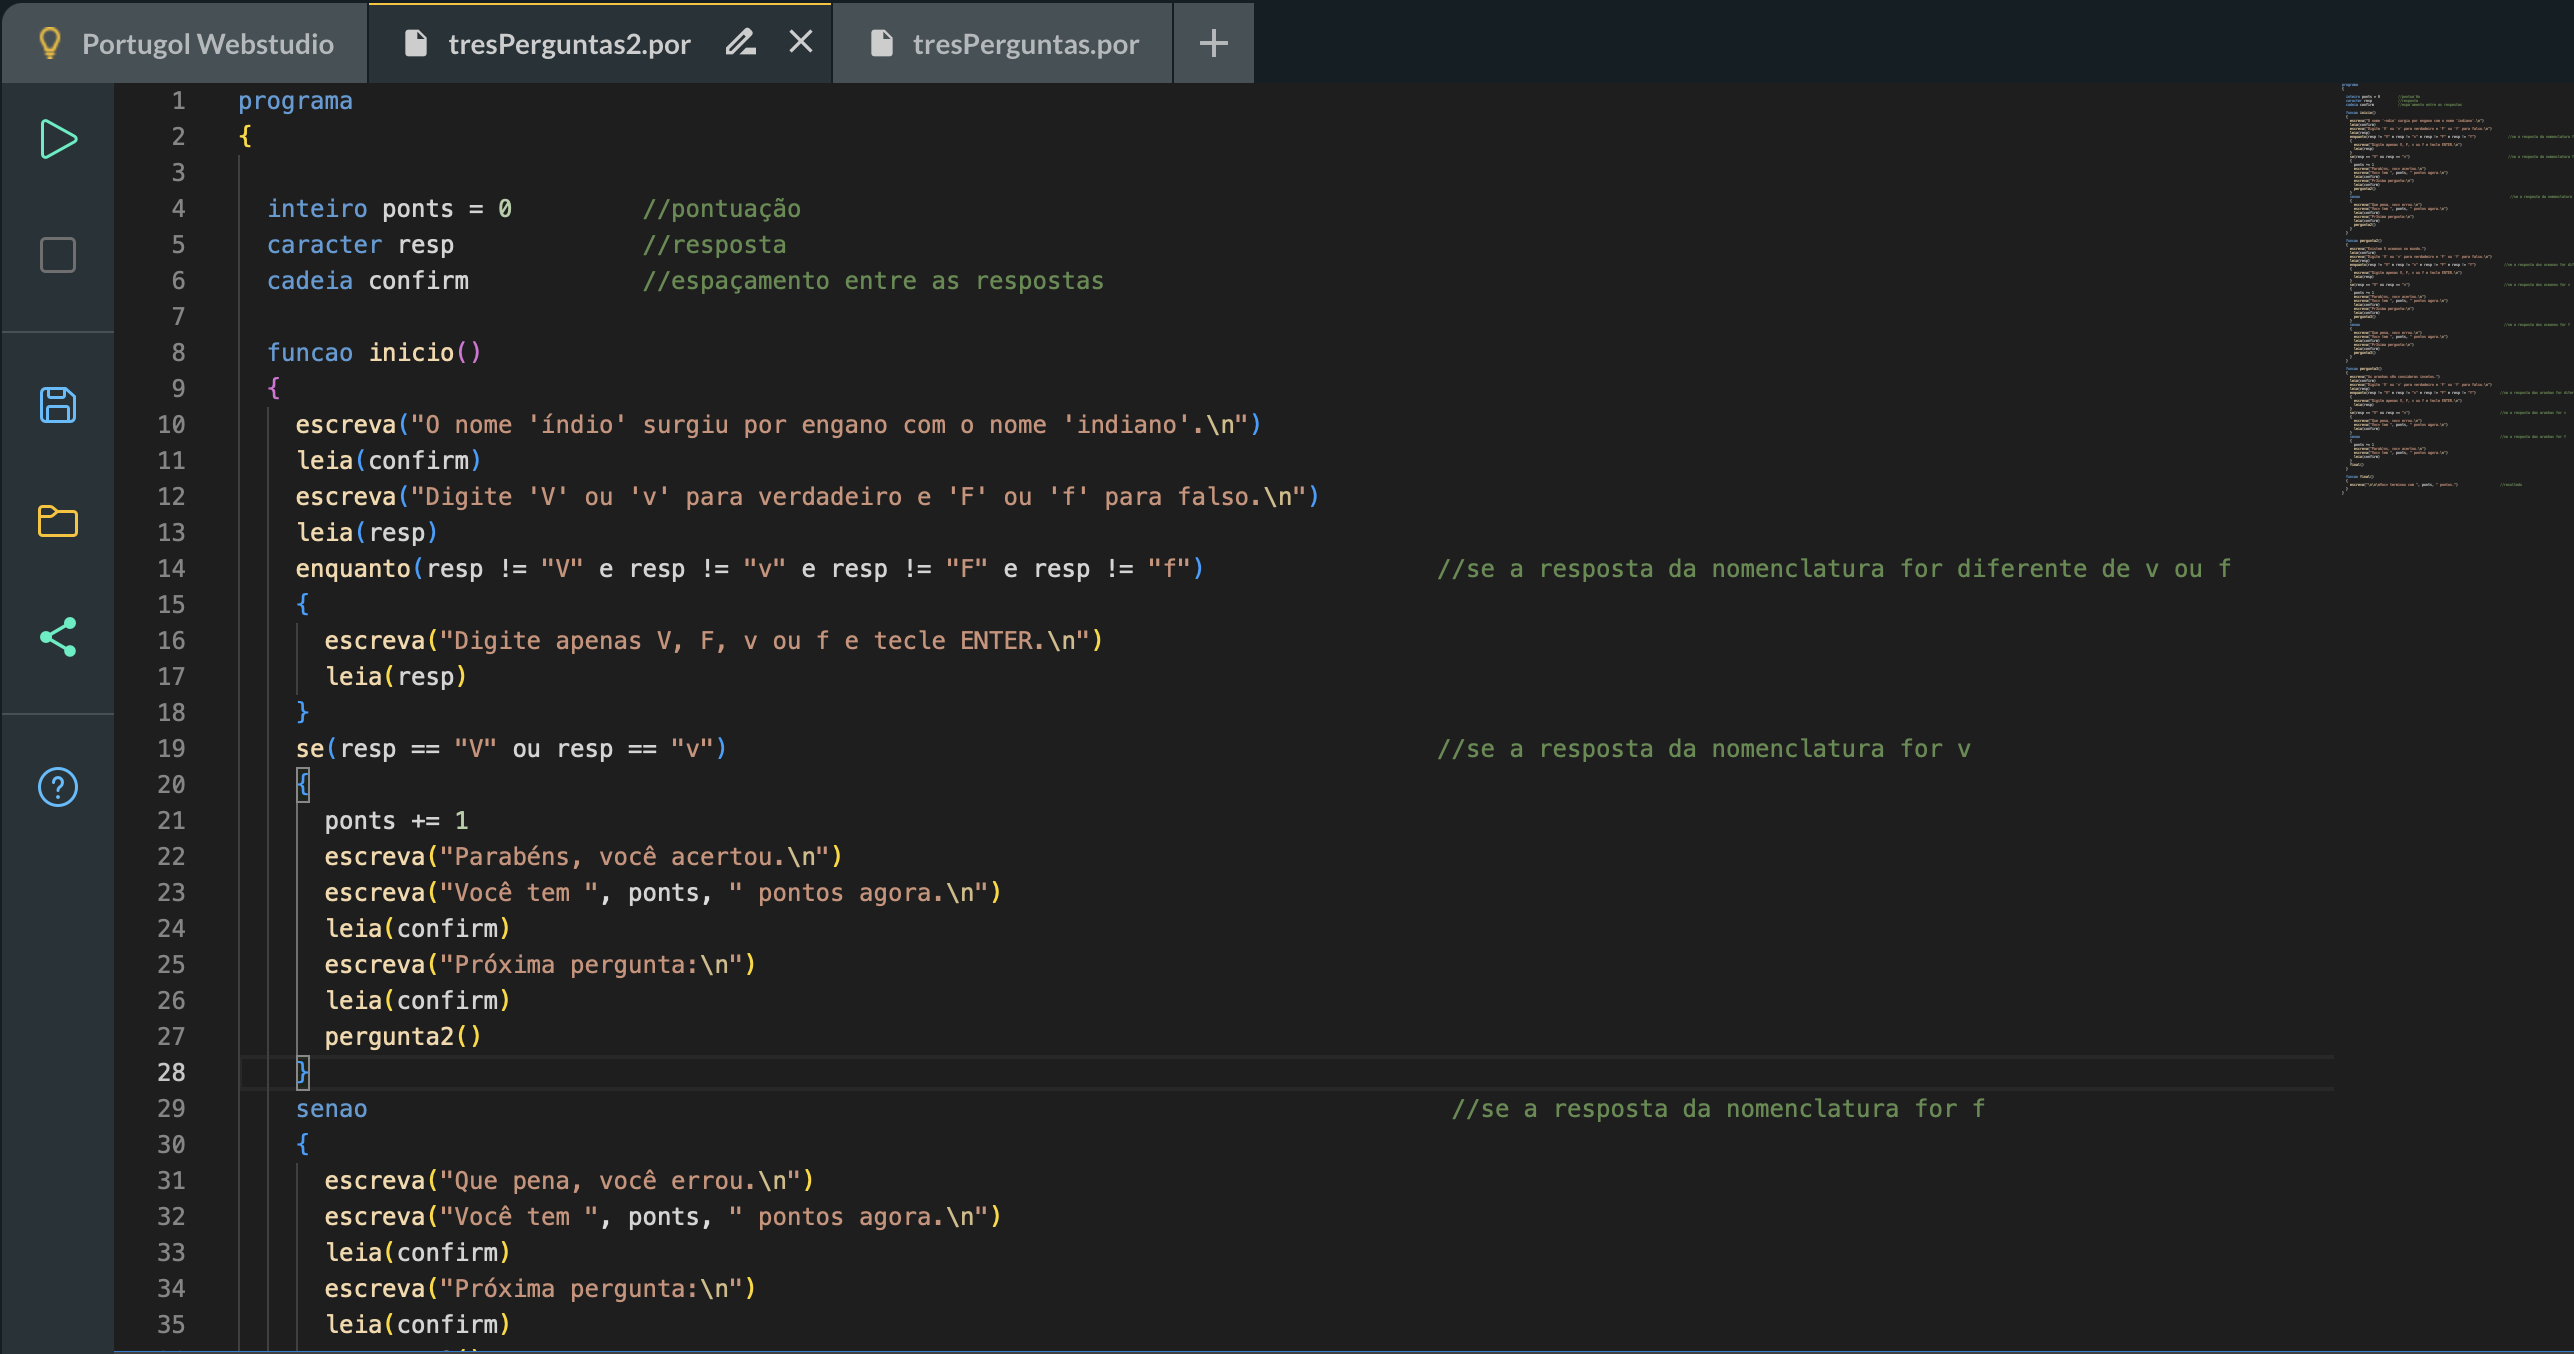 Portugol Webstudio
tresPerguntas2.por
tresPerguntas.por
1 programa
2 {
3
4 inteiro ponts = 0 //pontuação
5 caracter resp //resposta
6 cadeia confirm //espaçamento entre as respostas
7
8 funcao inicio()
9 {
10 escreva("O nome 'índio' surgiu por engano com o nome 'indiano'.\n")
11 leia(confirm)
12 escreva("Digite 'V' ou 'v' para verdadeiro e 'F' ou 'f' para falso.\n")
13 leia(resp)
14 enquanto(resp != "V" e resp != "v" e resp != "F" e resp != "f") //se a resposta da nomenclatura for diferente de v ou f
15 {
16 escreva("Digite apenas V, F, v ou f e tecle ENTER.\n")
17 leia(resp)
18 }
19 se(resp == "V" ou resp == "v") //se a resposta da nomenclatura for v
20 {
21 ponts += 1
22 escreva("Parabéns, você acertou.\n")
23 escreva("Você tem ", ponts, " pontos agora.\n")
24 leia(confirm)
25 escreva("Próxima pergunta:\n")
26 leia(confirm)
27 pergunta2()
28 }
29 senao //se a resposta da nomenclatura for f
30 {
31 escreva("Que pena, você errou.\n")
32 escreva("Você tem ", ponts, " pontos agora.\n")
33 leia(confirm)
34 escreva("Próxima pergunta:\n")
35 leia(confirm)